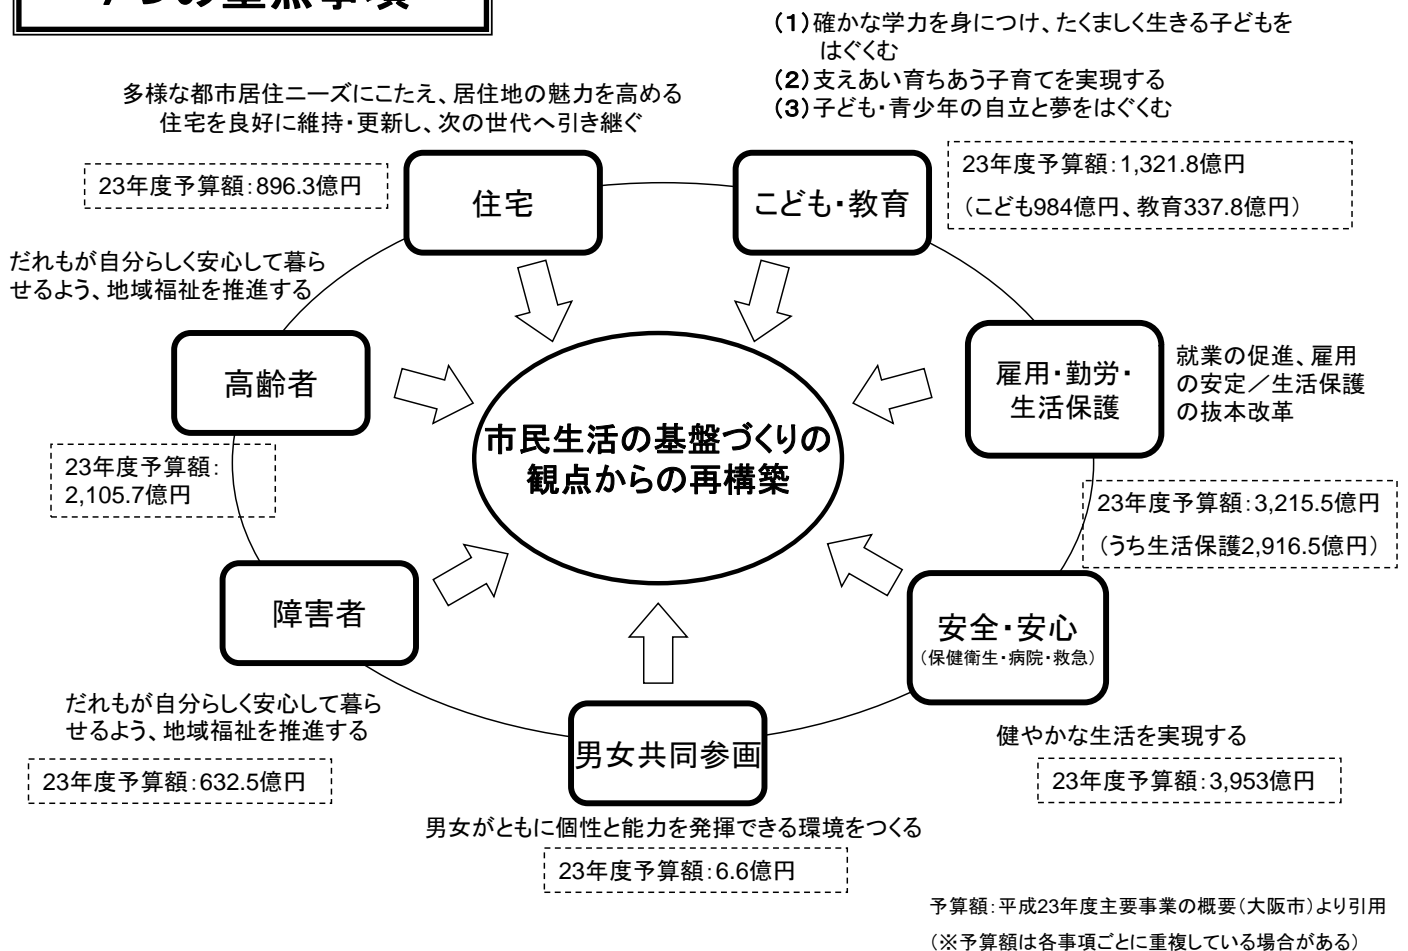 7つの重点事項
(1)確かな学力を身につけ、たくましく生きる子どもを
はぐくむ
(2)支えあい育ちあう子育てを実現する
(3)子ども・青少年の自立と夢をはぐくむ
多様な都市居住ニーズにこたえ、居住地の魅力を高める
住宅を良好に維持・更新し、次の世代へ引き継ぐ
23年度予算額:896.3億円
住宅
こども・教育
23年度予算額:1,321.8億円
(こども984億円、教育337.8億円)
だれもが自分らしく安心して暮ら
せるよう、地域福祉を推進する
高齢者
23年度予算額:
2,105.7億円
雇用・勤労・
生活保護
就業の促進、雇用
の安定/生活保護
の抜本改革
市民生活の基盤づくりの
観点からの再構築
23年度予算額:3,215.5億円
(うち生活保護2,916.5億円)
障害者
安全・安心
(保健衛生・病院・救急)
だれもが自分らしく安心して暮ら
せるよう、地域福祉を推進する
23年度予算額:632.5億円
男女共同参画
健やかな生活を実現する
23年度予算額:3,953億円
男女がともに個性と能力を発揮できる環境をつくる
23年度予算額:6.6億円
予算額:平成23年度主要事業の概要(大阪市)より引用
(※予算額は各事項ごとに重複している場合がある)